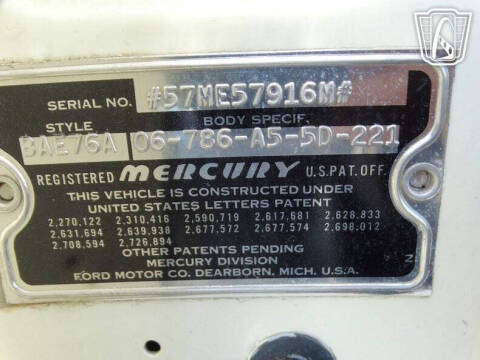 SERIAL NO. #57ME57916M#
STYLE BODY SPECIF.
BAE76A 06-786-A5-5D-221
REGISTERED MERCURY U.S. PAT. OFF.
THIS VEHICLE IS CONSTRUCTED UNDER
UNITED STATES LETTERS PATENT
2,270,122 2,310,416 2,590,719 2,617,681 2,628,833
2,631,694 2,639,938 2,677,572 2,677,574 2,698,012
2,708,594 2,726,894
OTHER PATENTS PENDING
MERCURY DIVISION
FORD MOTOR CO. DEARBORN, MICH. U.S.A.